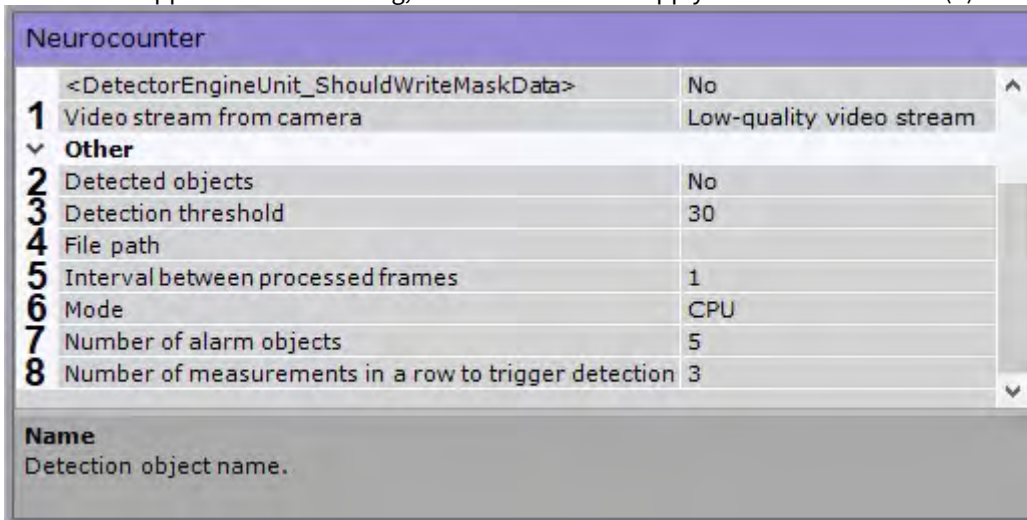 Neurocounter
<DetectorEngineUnit_ShouldWriteMaskData> No
1 Video stream from camera Low-quality video stream
Other
2 Detected objects No
3 Detection threshold 30
4 File path
5 Interval between processed frames 1
6 Mode CPU
7 Number of alarm objects 5
8 Number of measurements in a row to trigger detection 3
Name
Detection object name.